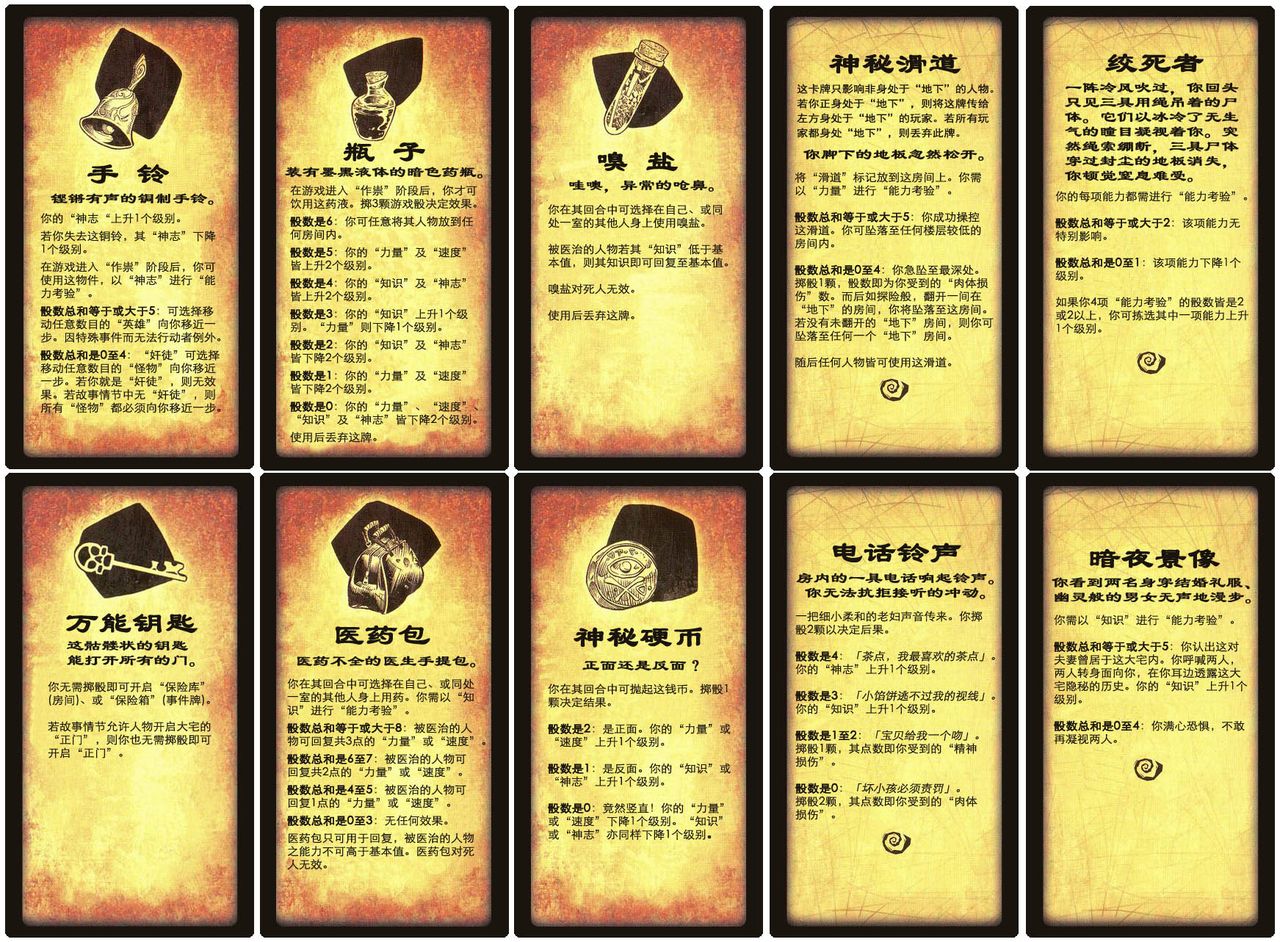 手 铃
铿锵有声的铜制手铃。
你的“神志“上升1个级别。
若你失去这铜铃，其“神志”下降
1个级别。
在游戏进入“作祟”阶段后，你可
使用这物件，以“神志”进行“能
力考验”。
骰数总和等于或大于5：可选择移
动任意数目的“英雄”向你移近一
步。因特殊事件而无法行动者例外。
骰数总和是0至4：“奸徒”可选择
移动任意数目的“怪物”向你移近
一步。若你就是“奸徒”，则无效
果。若故事情节中无“奸徒”，则
所有“怪物”都必须向你移近一步。
瓶 子
装有墨黑液体的暗色药瓶。
在游戏进入“作祟”阶段后，你才可
饮用这药液。掷3颗游戏骰决定效果。
骰数是6：你可任意将其人物放到任
何房间内。
骰数是5：你的“力量”及“速度”
皆上升2个级别。
骰数是4：你的“知识”及“神志”
皆上升2个级别。
骰数是3：你的“知识”上升1个级
别。“力量”则下降1个级别。
骰数是2：你的“知识”及“神志”
皆下降2个级别。
骰数是1：你的“力量”及“速度”
皆下降2个级别。
骰数是0：你的“力量”、“速度”、
“知识”及“神志”皆下降2个级别。
使用后丢弃这牌。
嗅 盐
哇噢，异常的呛鼻。
你在其回合中可选择在自己、或同
处一室的其他人身上使用嗅盐。
被医治的人物若其“知识”低于基
本值，则其知识即可回复至基本值。
嗅盐对死人无效。
使用后丢弃这牌。
神秘滑道
这卡牌只影响非身处于“地下”的人物。
若你正身处于“地下”，则将这牌传给
左方身处于“地下”的玩家。若所有玩
家都身处“地下”，则丢弃此牌。
你脚下的地板忽然松开。
将“滑道”标记放到这房间上。你需
以“力量”进行“能力考验”。
骰数总和等于或大于5：你成功操控
这滑道。你可坠落至任何楼层较低的
房间内。
骰数总和是0至4：你急坠至最深处。
掷骰1颗，骰数即为你受到的“肉体损
伤”数。而后如探险般，翻开一间在
“地下”的房间，你将坠落至这房间。
若没有未翻开的“地下”房间，则你可
坠落至任何一个“地下”房间。
随后任何人物皆可使用这滑道。
绞死者
一阵冷风吹过，你回头
只见三具用绳吊着的尸
体。它们以冰冷了无生
气的瞳目凝视着你。突
然绳索绷断，三具尸体
穿过封尘的地板消失，
你顿觉窒息难受。
你的每项能力都需进行“能力考验”。
骰数总和等于或大于2：该项能力无
特别影响。
骰数总和是0至1：该项能力下降1个
级别。
如果你4项“能力考验”的骰数皆是2
或2以上，你可拣选其中一项能力上升
1个级别。
万能钥匙
这骷髅状的钥匙
能打开所有的门。
你无需掷骰即可开启“保险库”
(房间)、或“保险箱”(事件牌)。
若故事情节允许人物开启大宅的
“正门”，则你也无需掷骰即可
开启“正门”。
医药包
医药不全的医生手提包。
你在其回合中可选择在自己、或同处
一室的其他人身上用药。你需以“知
识”进行“能力考验”。
骰数总和等于或大于8：被医治的人
物可回复共3点的“力量”或“速度”。
骰数总和是6至7：被医治的人物可
回复共2点的“力量”或“速度”。
骰数总和是4至5：被医治的人物可
回复1点的“力量”或“速度”。
骰数总和是0至3：无任何效果。
医药包只可用于回复，被医治的人物
之能力不可高于基本值。医药包对死
人无效。
神秘硬币
正面还是反面？
你在其回合中可抛起这钱币。掷骰1
颗决定结果。
骰数是2：是正面。你的“力量”或
“速度”上升1个级别。
骰数是1：是反面。你的“知识”或
“神志”上升1个级别。
骰数是0：竟然竖直！你的“力量”
或“速度”下降1个级别。“知识”
或“神志”亦同样下降1个级别。
电话铃声
房内的一具电话响起铃声。
你无法抗拒接听的冲动。
一把细小柔和的老妇声音传来。你掷
骰2颗以决定后果。
骰数是4：「茶点，我最喜欢的茶点」。
你的“神志”上升1个级别。
骰数是3：「小馅饼逃不过我的视线」。
你的“知识”上升1个级别。
骰数是1至2：「宝贝给我一个吻」。
掷骰1颗，其点数即你受到的“精神
损伤”。
骰数是0：「坏小孩必须责罚」。
掷骰2颗，其点数即你受到的“肉体
损伤”。
暗夜景像
你看到两名身穿结婚礼服、
幽灵般的男女无声地漫步。
你需以“知识”进行“能力考验”。
骰数总和等于或大于5：你认出这对
夫妻曾居于这大宅内。你呼喊两人，
两人转身面向你，在你耳边透露这大
宅隐秘的历史。你的“知识”上升1个
级别。
骰数总和是0至4：你满心恐惧，不敢
再凝视两人。